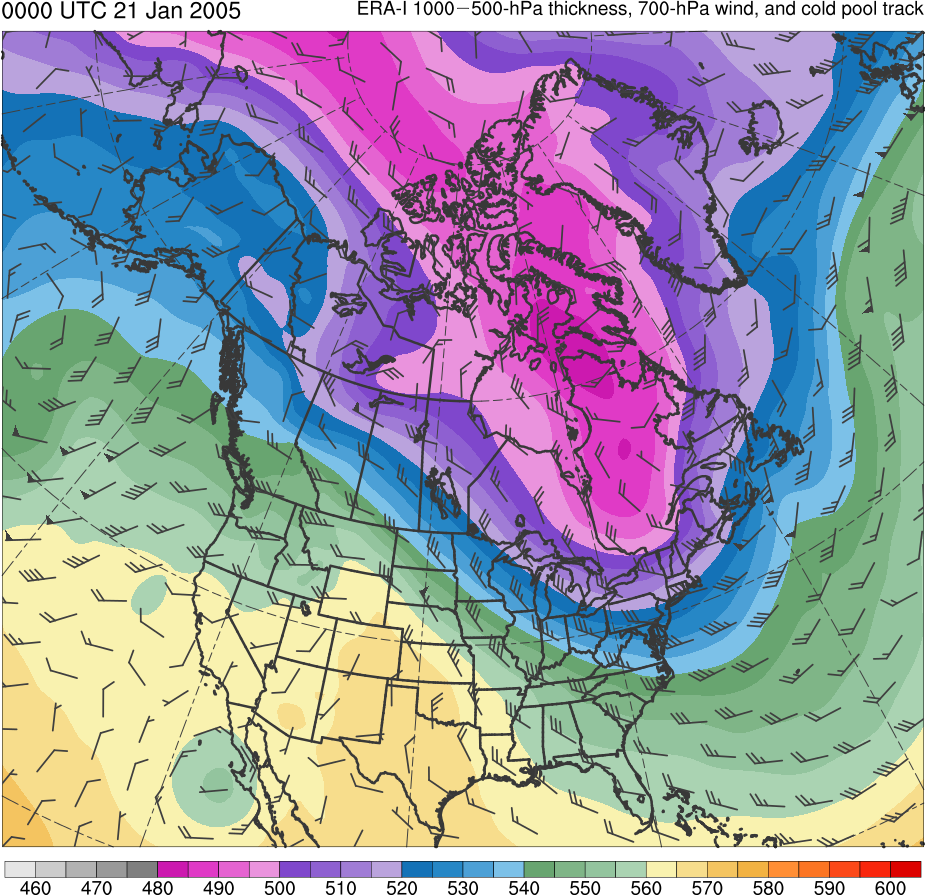 0000 UTC 21 Jan 2005
ERA-I 1000−500-hPa thickness, 700-hPa wind, and cold pool track
460 470 480 490 500 510 520 530 540 550 560 570 580 590 600